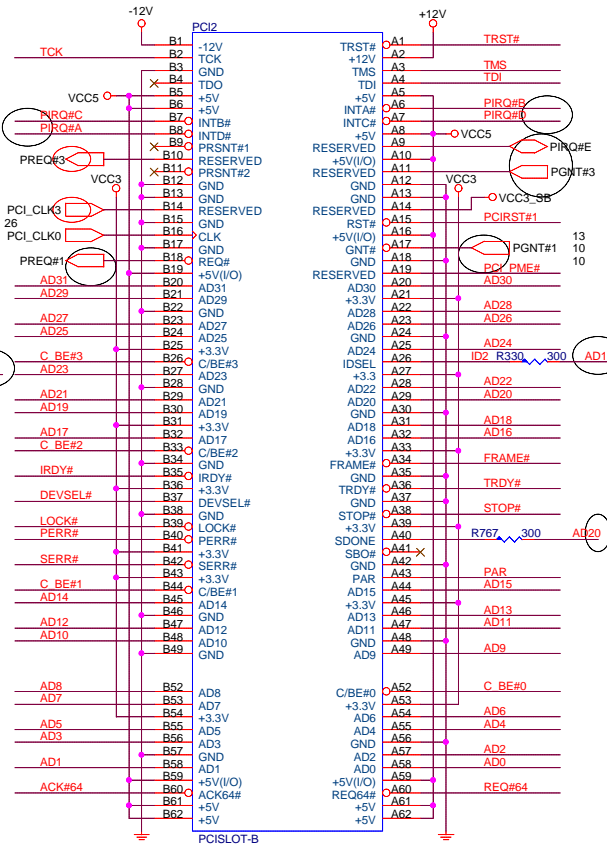 -12V +12V
PCI2
B1 -12V TRST# A1 TRST#
TCK B2 TCK +12V A2
B3 GND TMS A3 TMS
B4 TDO TDI A4 TDI
VCC5 B5 +5V +5V A5
B6 +5V INTA# A6 PIRQ#B
PIRQ#C B7 INTB# INTC# A7 PIRQ#D
PIRQ#A B8 INTD# +5V A8 VCC5
B9 PRSNT#1 RESERVED A9 PIRQ#E
PREQ#3 B10 RESERVED +5V(I/O) A10
B11 PRSNT#2 RESERVED A11 PGNT#3
VCC3 B12 GND GND A12 VCC3
B13 GND GND A13
PCI_CLK3 B14 RESERVED RESERVED A14 VCC3_SB
26 B15 GND RST# A15 PCIRST#1
PCI_CLK0 B16 CLK +5V(I/O) A16 13
B17 GND GNT# A17 PGNT#1 10
PREQ#1 B18 REQ# GND A18 10
B19 +5V(I/O) RESERVED A19 PCI_PME#
AD31 B20 AD31 AD30 A20 AD30
AD29 B21 AD29 +3.3V A21
B22 GND AD28 A22 AD28
AD27 B23 AD27 AD26 A23 AD26
AD25 B24 AD25 GND A24
B25 +3.3V AD24 A25 AD24
C_BE#3 B26 C/BE#3 IDSEL A26 ID2 R330 300 AD1
AD23 B27 AD23 +3.3 A27
B28 GND AD22 A28 AD22
AD21 B29 AD21 AD20 A29 AD20
AD19 B30 AD19 GND A30
B31 +3.3V AD18 A31 AD18
AD17 B32 AD17 AD16 A32 AD16
C_BE#2 B33 C/BE#2 +3.3V A33
B34 GND FRAME# A34 FRAME#
IRDY# B35 IRDY# GND A35
B36 +3.3V TRDY# A36 TRDY#
DEVSEL# B37 DEVSEL# GND A37
B38 GND STOP# A38 STOP#
LOCK# B39 LOCK# +3.3V A39
PERR# B40 PERR# SDONE A40 R767 300 AD20
B41 +3.3V SBO# A41
SERR# B42 SERR# GND A42
B43 +3.3V PAR A43 PAR
C_BE#1 B44 C/BE#1 AD15 A44 AD15
AD14 B45 AD14 +3.3V A45
B46 GND AD13 A46 AD13
AD12 B47 AD12 AD11 A47 AD11
AD10 B48 AD10 GND A48
B49 GND AD9 A49 AD9
AD8 B52 AD8 C/BE#0 A52 C_BE#0
AD7 B53 AD7 +3.3V A53
B54 +3.3V AD6 A54 AD6
AD5 B55 AD5 AD4 A55 AD4
AD3 B56 AD3 GND A56
B57 GND AD2 A57 AD2
AD1 B58 AD1 AD0 A58 AD0
B59 +5V(I/O) +5V(I/O) A59
ACK#64 B60 ACK64# REQ64# A60 REQ#64
B61 +5V +5V A61
B62 +5V +5V A62
PCISLOT-B